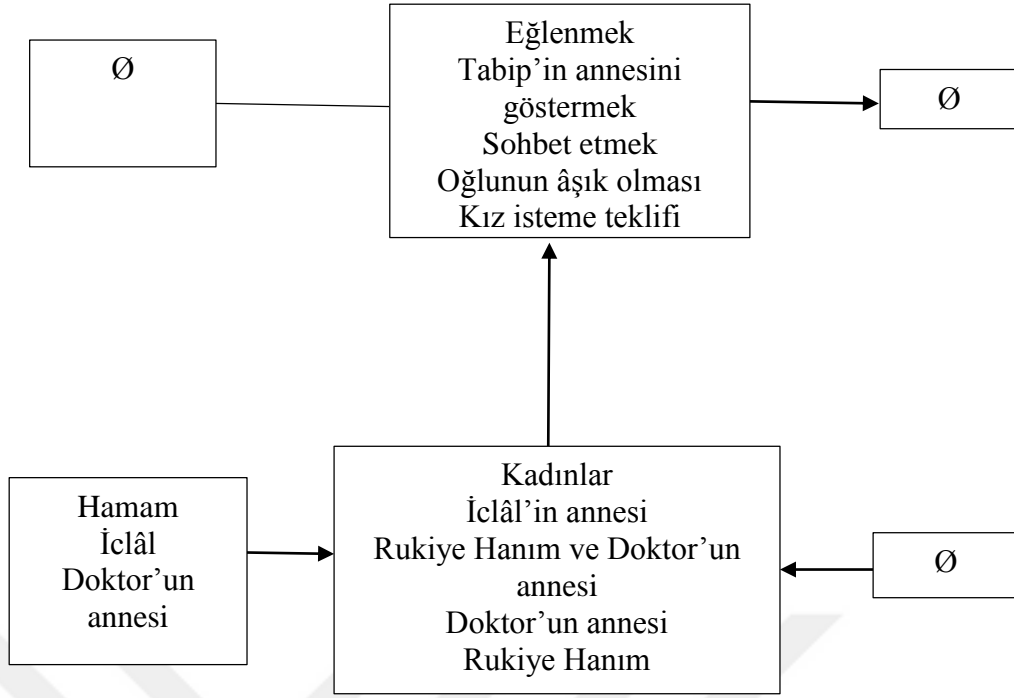 Ø
Eğlenmek
Tabip’in annesini
göstermek
Sohbet etmek
Oğlunun âşık olması
Kız isteme teklifi
Ø
Hamam
İclâl
Doktor’un
annesi
Kadınlar
İclâl’in annesi
Rukiye Hanım ve Doktor’un
annesi
Doktor’un annesi
Rukiye Hanım
Ø